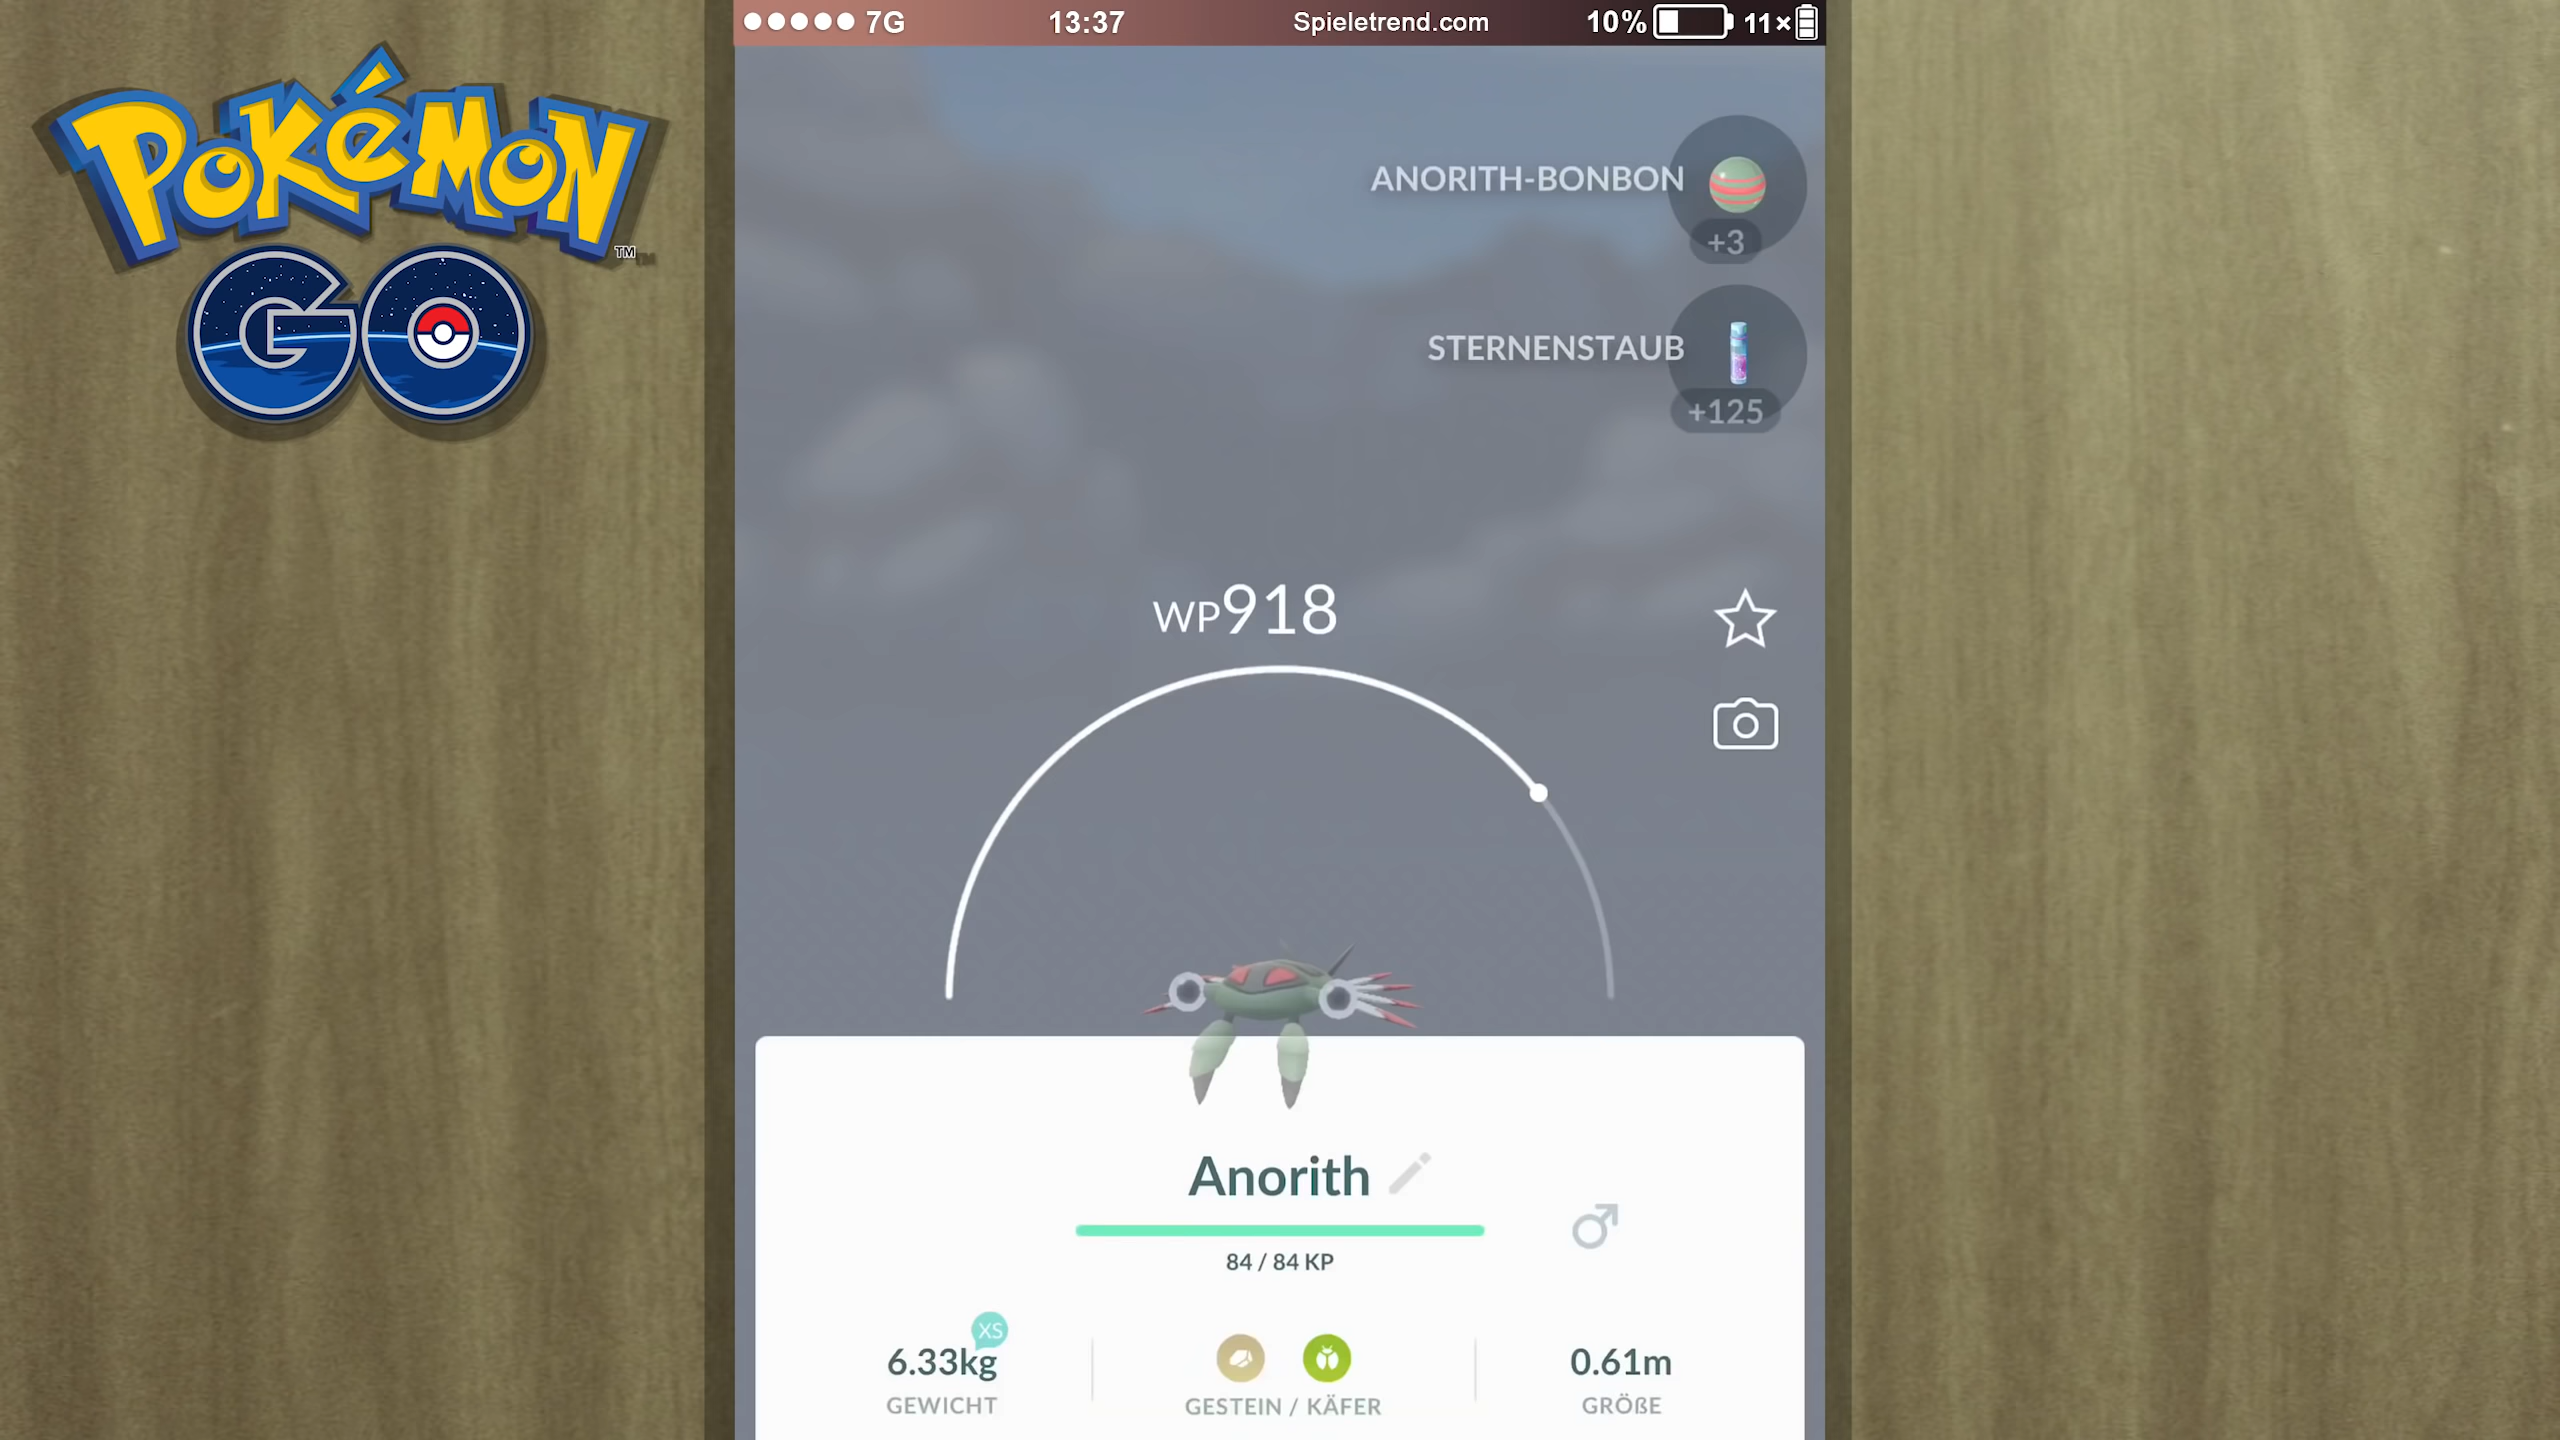 7G 13:37 Spieletrend.com 10% 11×
POKÉMON
GO
TM
ANORITH-BONBON
+3
STERNENSTAUB
+125
WP918
Anorith
84 / 84 KP
XS
6.33kg
GEWICHT
GESTEIN / KÄFER
0.61m
GRÖßE